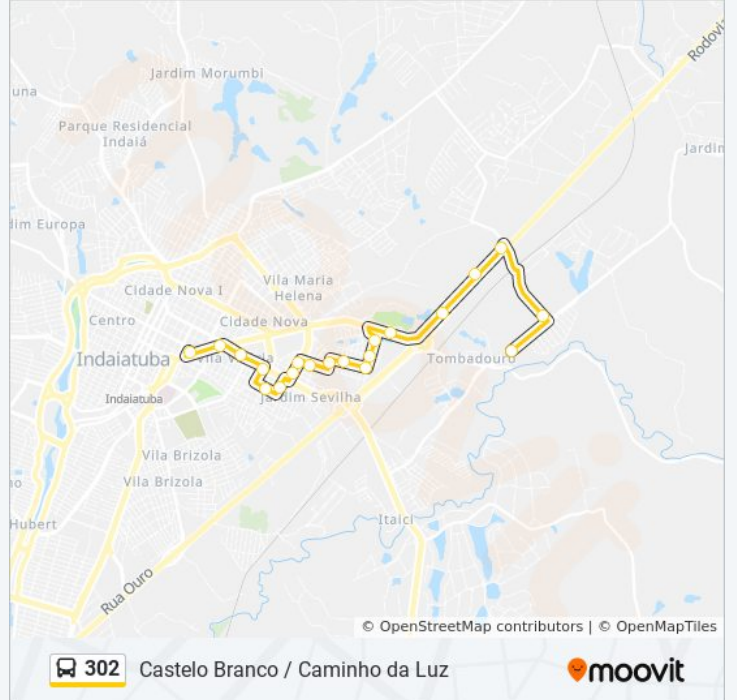 Rodovia
Jardim Morumbi
una
Parque Residencial
Indaiá
Jardin
dim Europa
Vila Maria
Helena
Cidade Nova I
Centro
Cidade Nova
Indaiatuba
Tombadouro
Indaiatuba
Jardim Sevilha
Vila Brizola
Vila Brizola
Hubert
Itaici
Rua Ouro
© OpenStreetMap contributors | © OpenMapTiles
302 Castelo Branco / Caminho da Luz
moovit